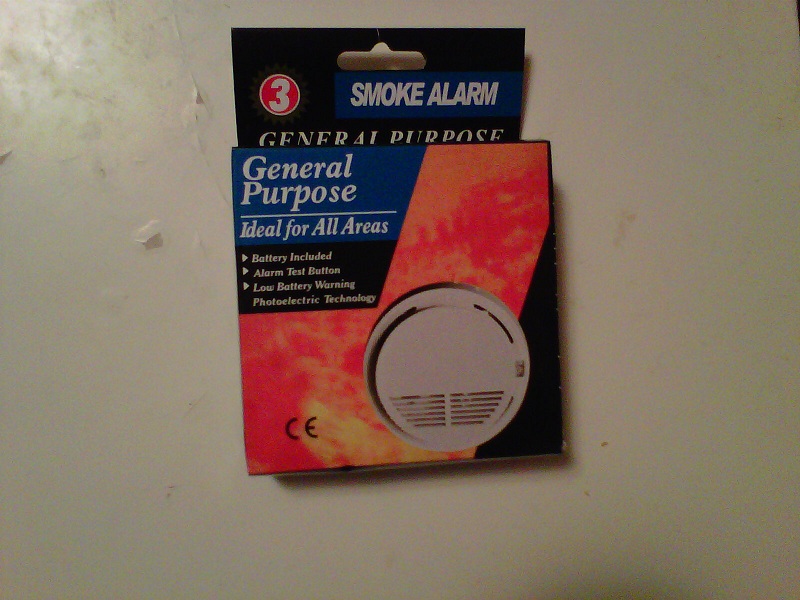 3
SMOKE ALARM
GENERAL PURPOSE
General
Purpose
Ideal for All Areas
Battery Included
Alarm Test Button
Low Battery Warning
Photoelectric Technology
CE